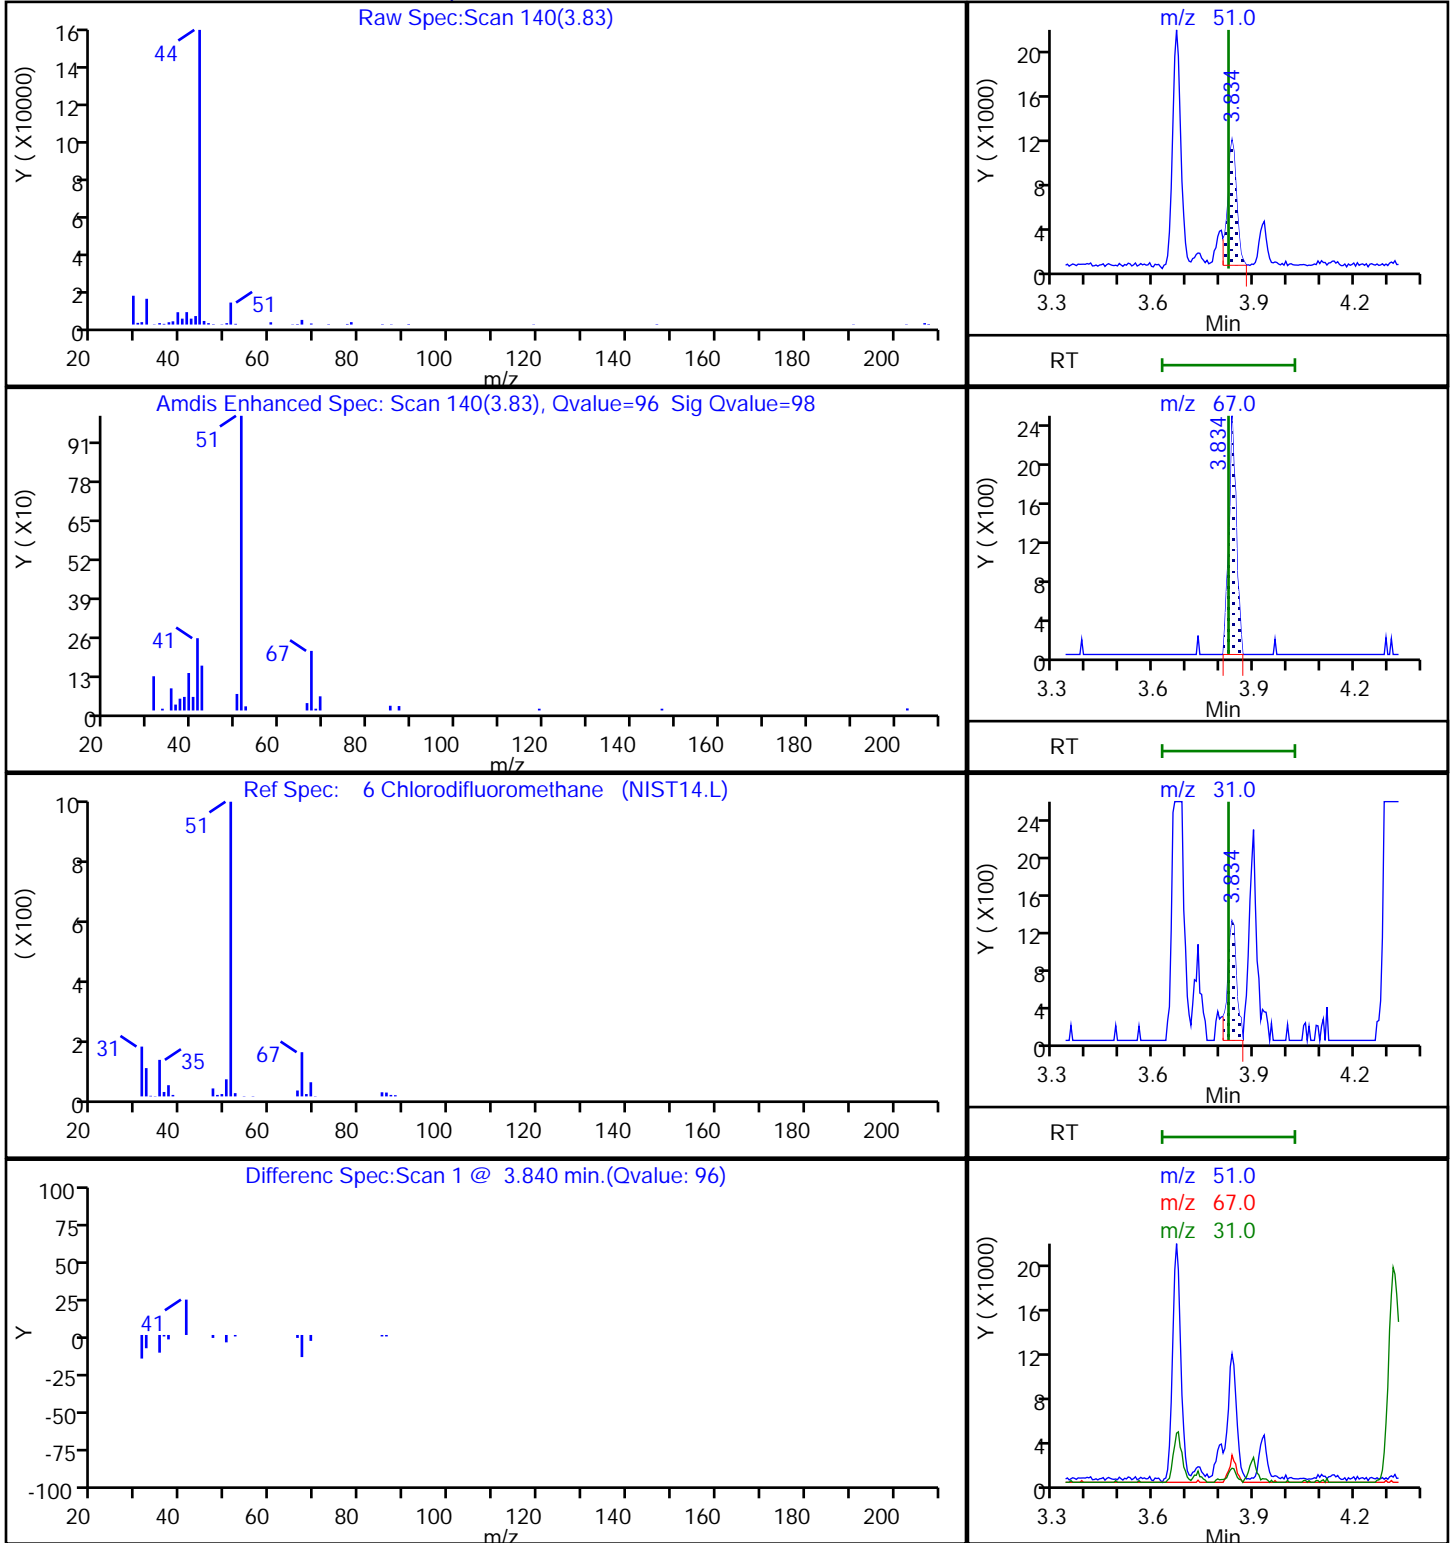 Raw Spec:Scan 140(3.83)
Y ( X10000)
16
14
12
10
8
6
4
2
0
44
51
20 40 60 80 100 120 140 160 180 200
m/z
m/z 51.0
Y ( X1000)
20
16
12
8
4
0
3.834
3.3 3.6 3.9 4.2
Min
RT
Amdis Enhanced Spec: Scan 140(3.83), Qvalue=96 Sig Qvalue=98
Y ( X10)
91
78
65
52
39
26
13
0
51
41
67
20 40 60 80 100 120 140 160 180 200
m/z
m/z 67.0
Y ( X100)
24
20
16
12
8
4
0
3.834
3.3 3.6 3.9 4.2
Min
RT
Ref Spec: 6 Chlorodifluoromethane (NIST14.L)
( X100)
10
8
6
4
2
0
51
31
35
67
20 40 60 80 100 120 140 160 180 200
m/z 31.0
Y ( X100)
24
20
16
12
8
4
0
3.834
3.3 3.6 3.9 4.2
Min
RT
Differenc Spec:Scan 1 @ 3.840 min.(Qvalue: 96)
Y
100
75
50
25
0
-25
-50
-75
-100
41
20 40 60 80 100 120 140 160 180 200
m/z
m/z 51.0
m/z 67.0
m/z 31.0
Y ( X1000)
20
16
12
8
4
0
3.3 3.6 3.9 4.2
Min